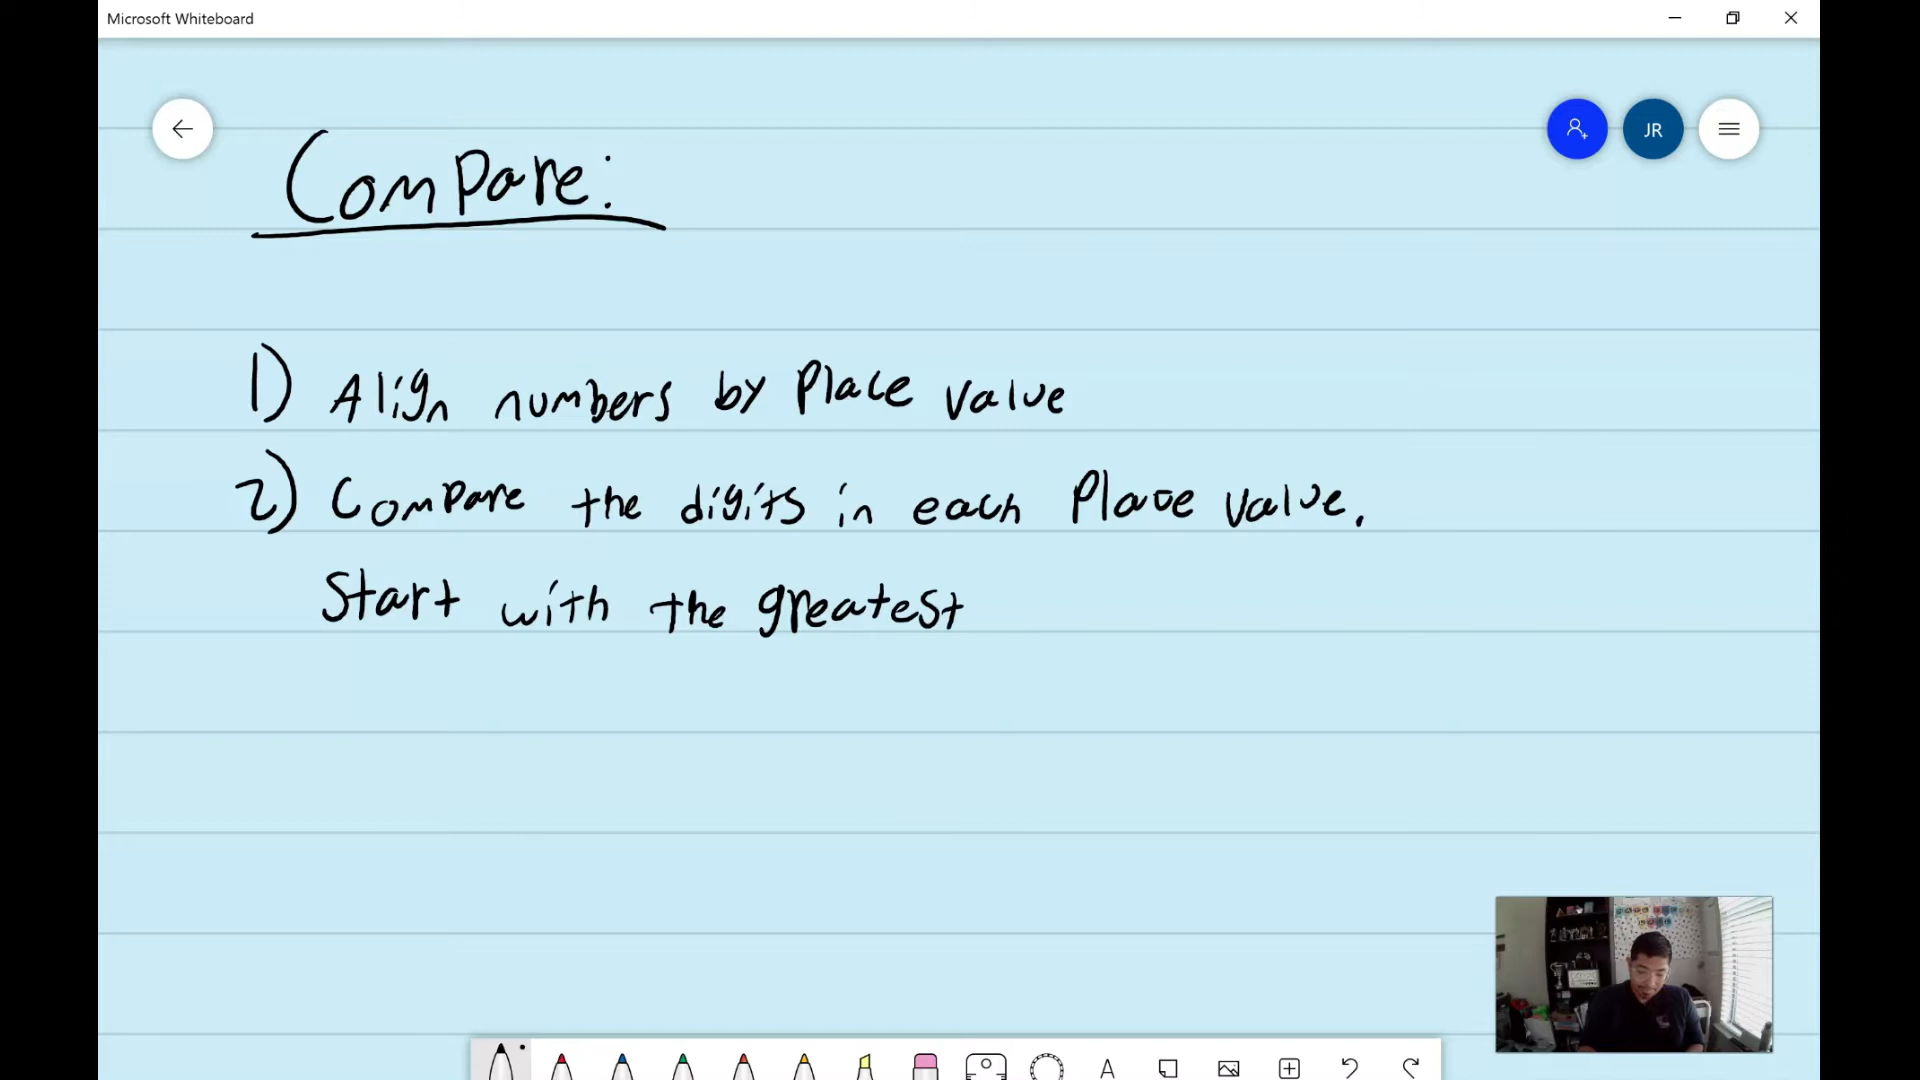 Microsoft Whiteboard
JR
Compare:
1) Align numbers by Place Value
2) Compare the digits in each Place Value.
Start with the greatest
A